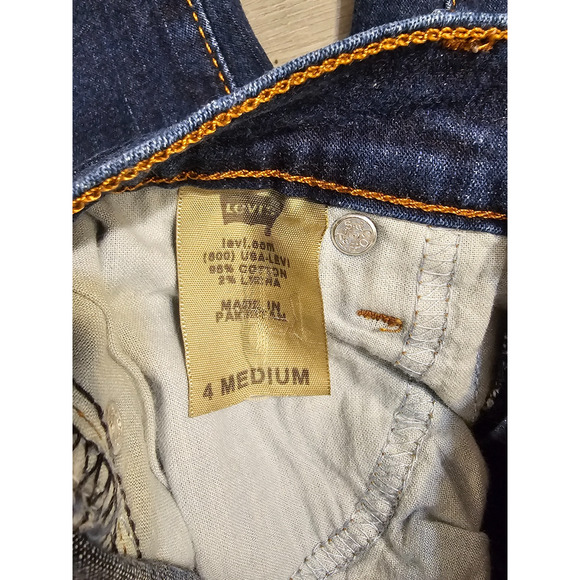 LEVI'S
levi.com
(800) USA-LEVI
98% COTTON
2% LYCRA
MADE IN
PAKISTAN
4 MEDIUM